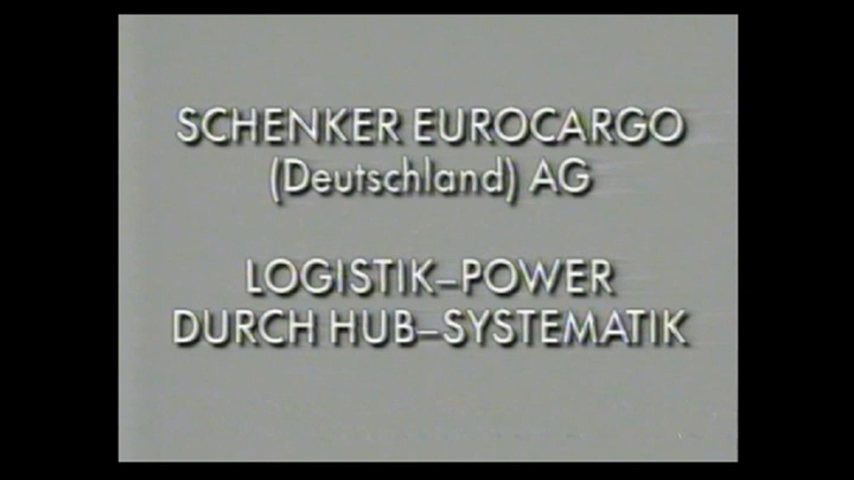 SCHENKER EUROCARGO
(Deutschland) AG
LOGISTIK–POWER
DURCH HUB–SYSTEMATIK